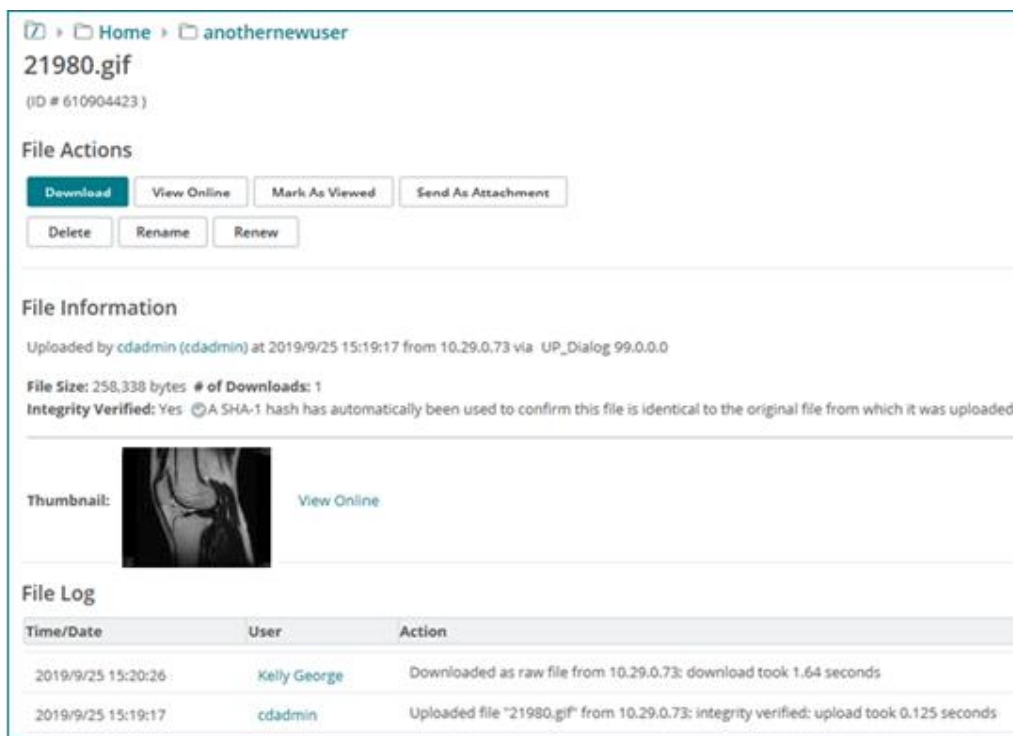 Home anothernewuser
21980.gif
(ID # 610904423 )
File Actions
Download View Online Mark As Viewed Send As Attachment
Delete Rename Renew
File Information
Uploaded by cdadmin (cdadmin) at 2019/9/25 15:19:17 from 10.29.0.73 via UP_Dialog 99.0.0.0
File Size: 258,338 bytes # of Downloads: 1
Integrity Verified: Yes A SHA-1 hash has automatically been used to confirm this file is identical to the original file from which it was uploaded
Thumbnail: View Online
File Log
Time/Date User Action
2019/9/25 15:20:26 Kelly George Downloaded as raw file from 10.29.0.73; download took 1.64 seconds
2019/9/25 15:19:17 cdadmin Uploaded file "21980.gif" from 10.29.0.73; integrity verified; upload took 0.125 seconds